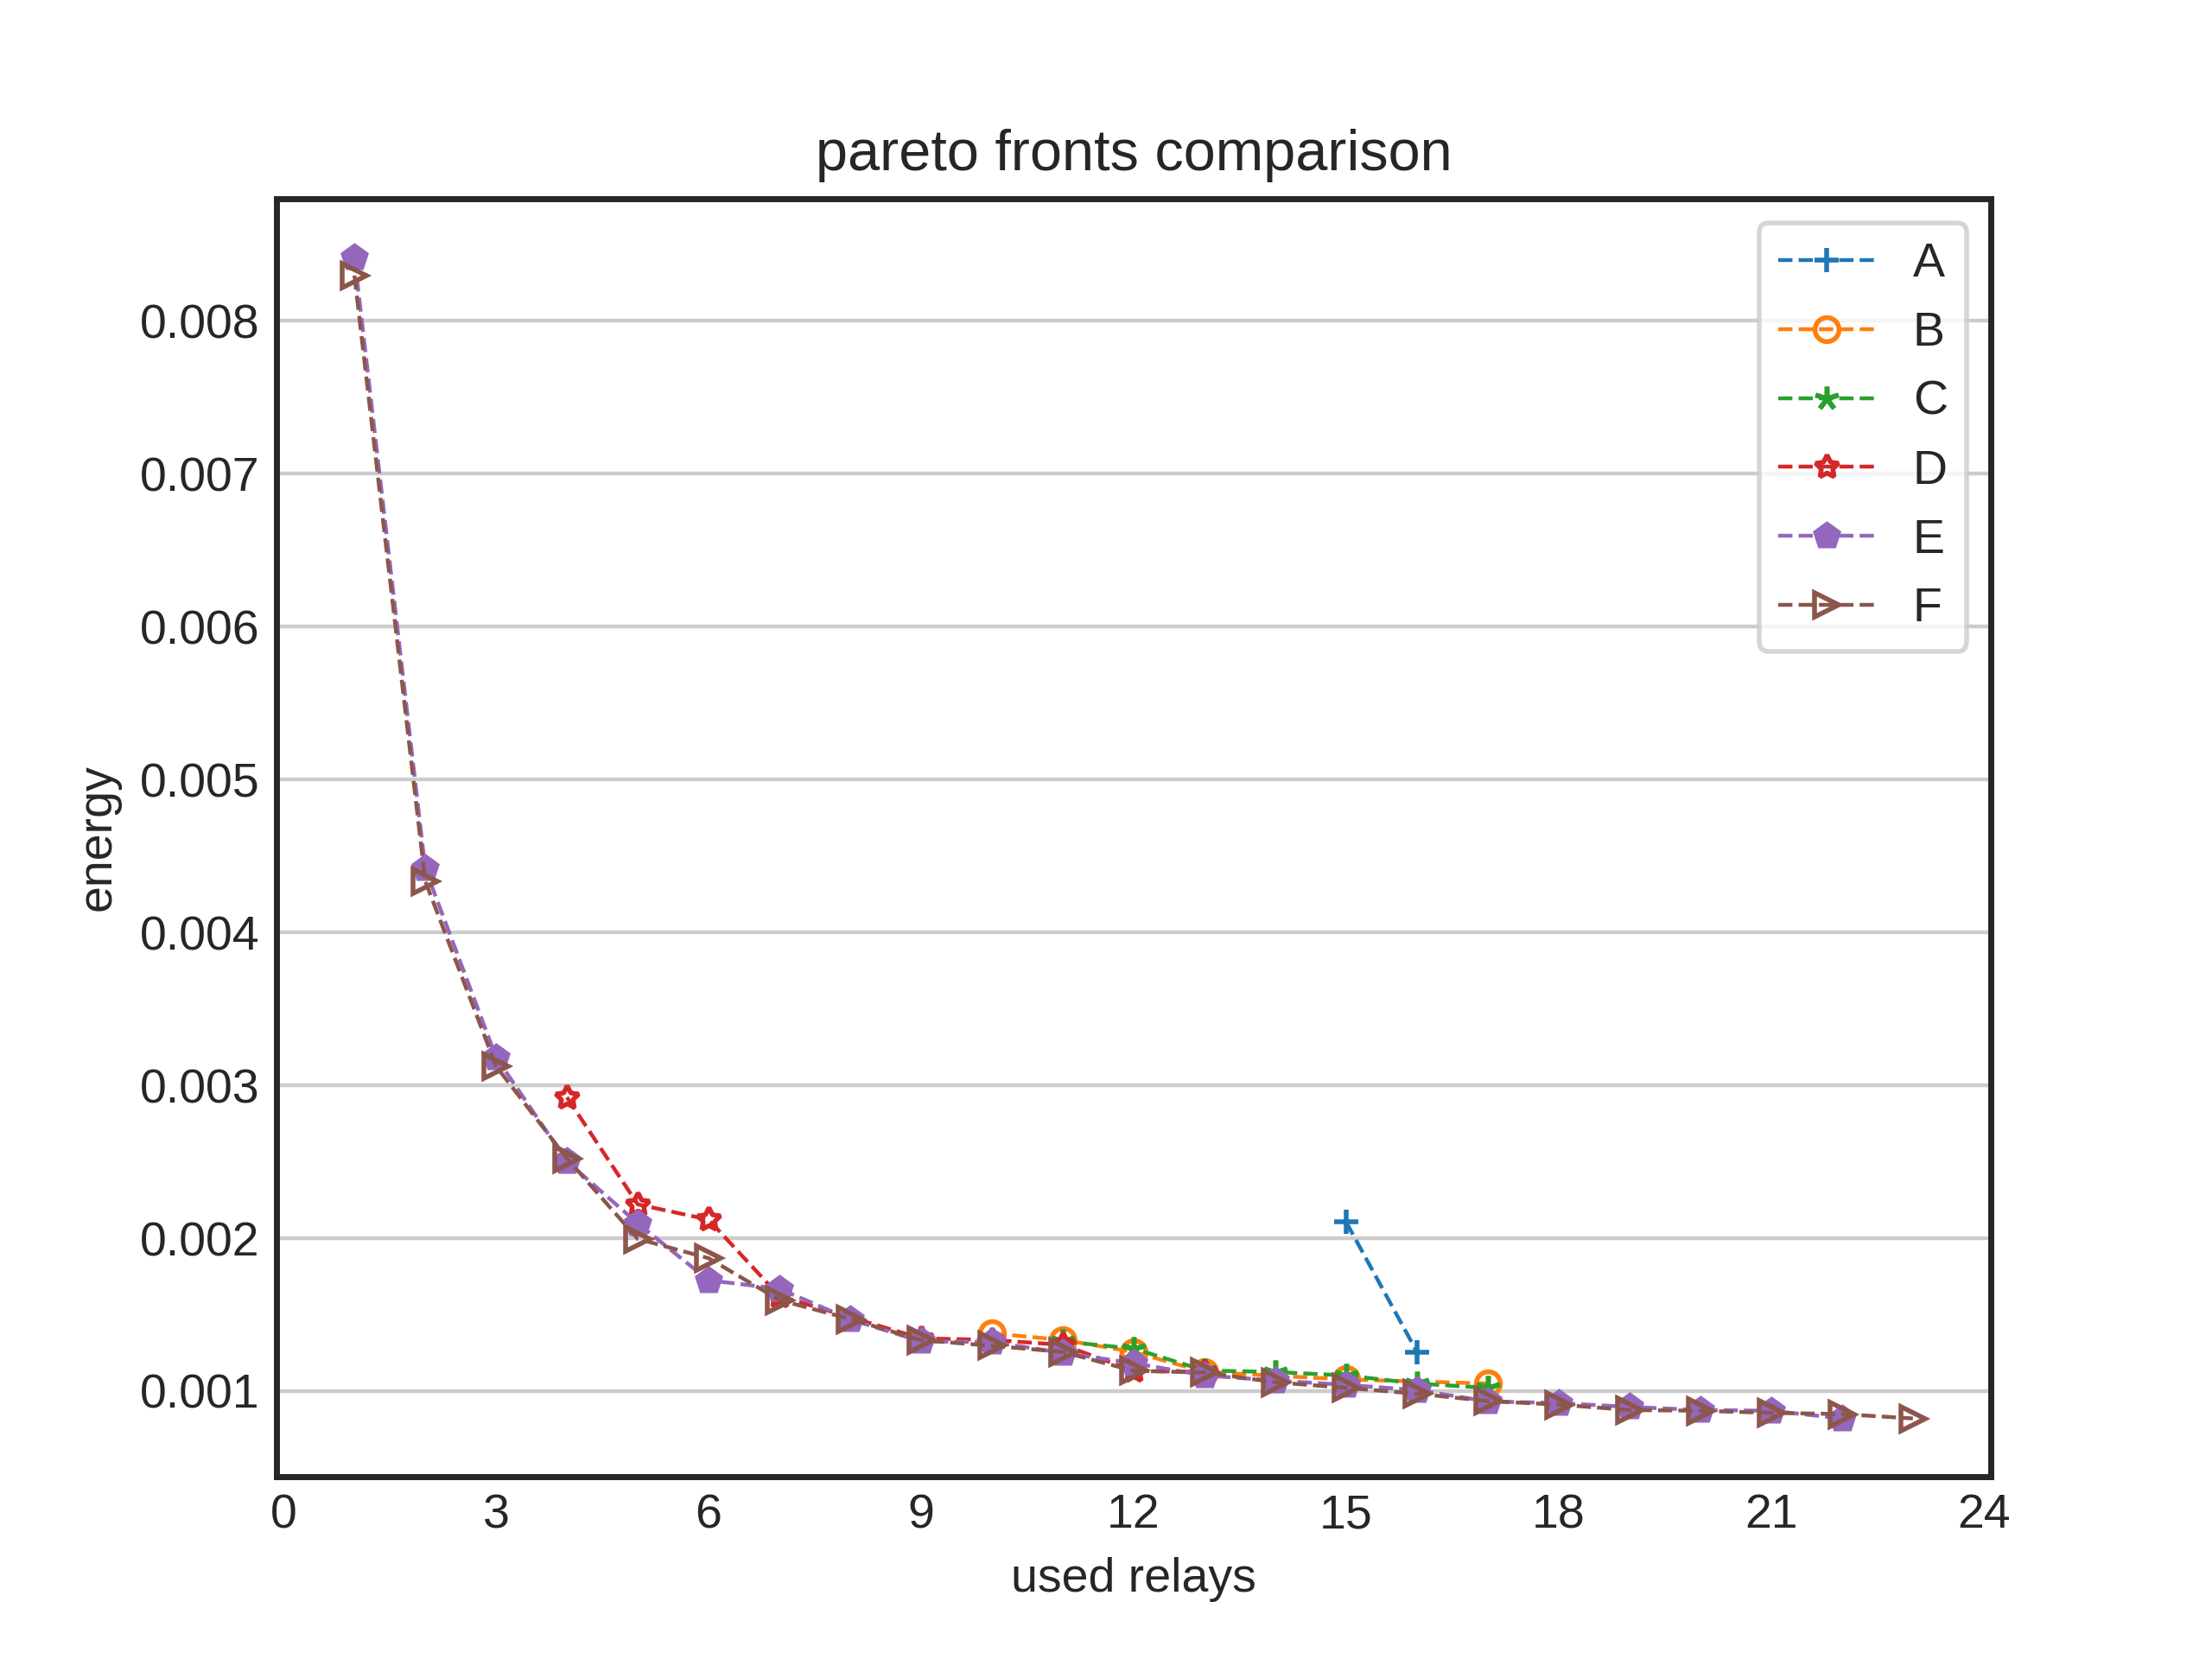 pareto fronts comparison
A
B
C
D
E
F
0.008
0.007
0.006
0.005
0.004
0.003
0.002
0.001
energy
0 3 6 9 12 15 18 21 24
used relays